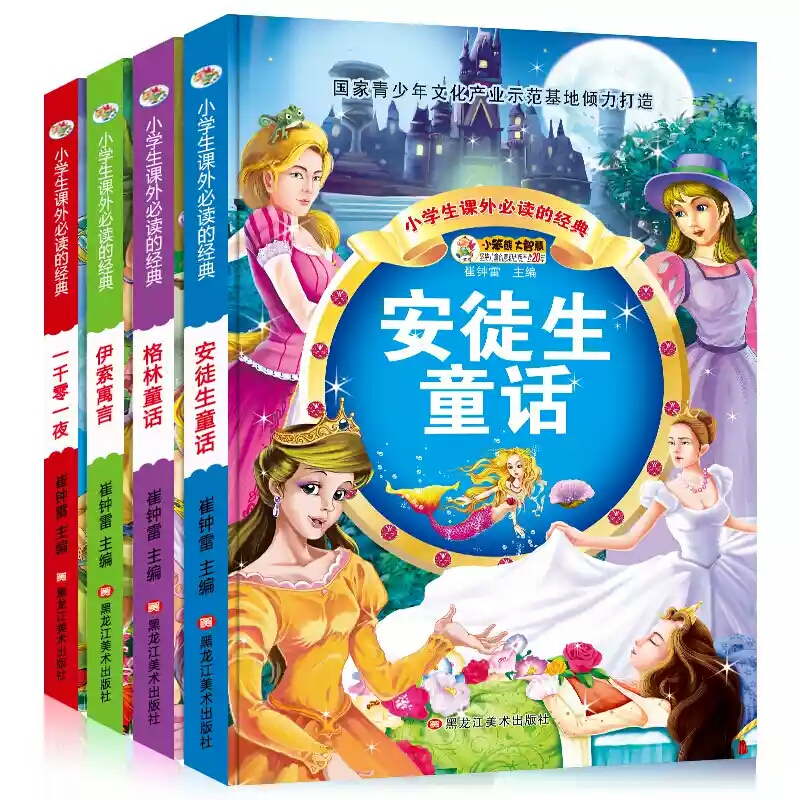 小学生课外必读的经典
一千零一夜
崔钟雷 主编
黑龙江美术出版社
小学生课外必读的经典
伊索寓言
崔钟雷 主编
黑龙江美术出版社
小学生课外必读的经典
格林童话
崔钟雷 主编
黑龙江美术出版社
小学生课外必读的经典
安徒生童话
崔钟雷 主编
黑龙江美术出版社
国家青少年文化产业示范基地倾力打造
小学生课外必读的经典
小笨熊大智慧
崔钟雷 主编
安徒生
童话
黑龙江美术出版社